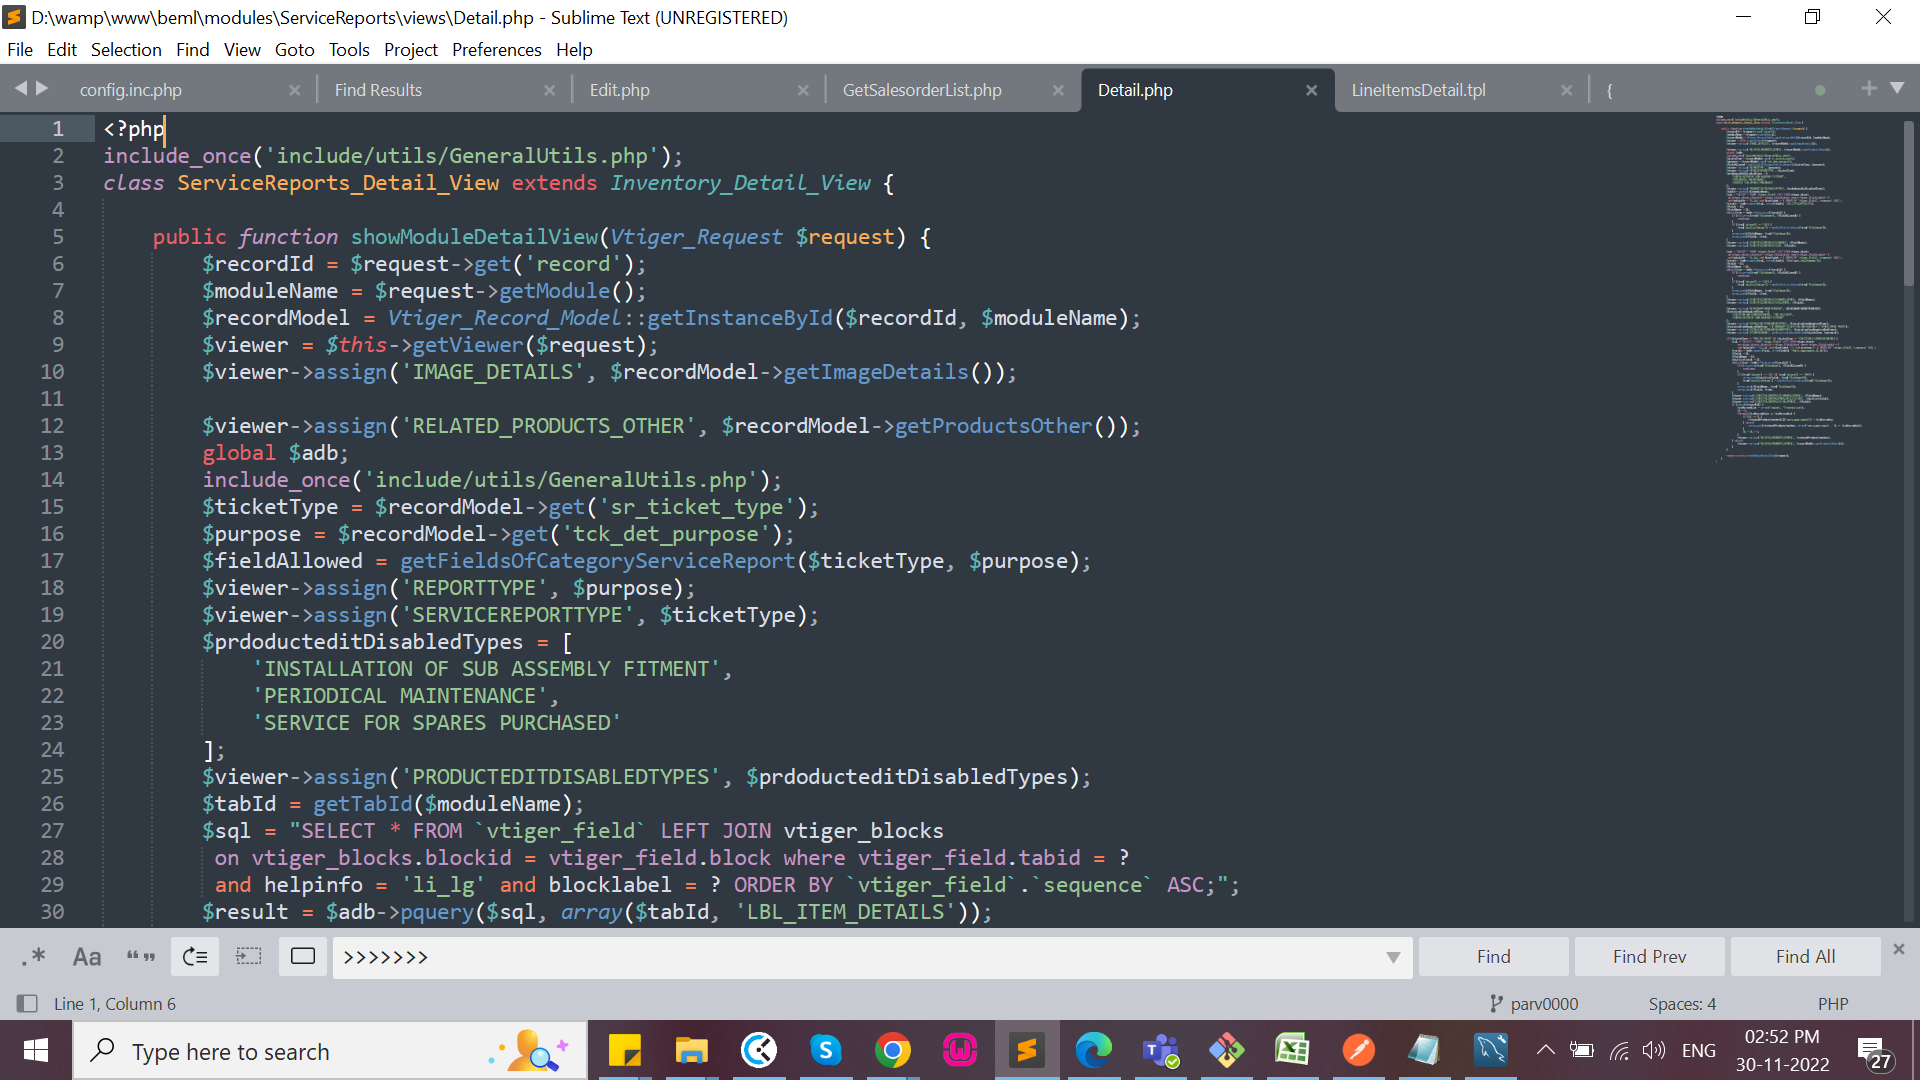 D:\wamp\www\beml\modules\ServiceReports\views\Detail.php - Sublime Text (UNREGISTERED)
File Edit Selection Find View Goto Tools Project Preferences Help
config.inc.php Find Results Edit.php GetSalesorderList.php Detail.php LineItemsDetail.tpl {
1 <?php
2 include_once('include/utils/GeneralUtils.php');
3 class ServiceReports_Detail_View extends Inventory_Detail_View {
4
5 public function showModuleDetailView(Vtiger_Request $request) {
6 $recordId = $request->get('record');
7 $moduleName = $request->getModule();
8 $recordModel = Vtiger_Record_Model::getInstanceById($recordId, $moduleName);
9 $viewer = $this->getViewer($request);
10 $viewer->assign('IMAGE_DETAILS', $recordModel->getImageDetails());
11
12 $viewer->assign('RELATED_PRODUCTS_OTHER', $recordModel->getProductsOther());
13 global $adb;
14 include_once('include/utils/GeneralUtils.php');
15 $ticketType = $recordModel->get('sr_ticket_type');
16 $purpose = $recordModel->get('tck_det_purpose');
17 $fieldAllowed = getFieldsOfCategoryServiceReport($ticketType, $purpose);
18 $viewer->assign('REPORTTYPE', $purpose);
19 $viewer->assign('SERVICEREPORTTYPE', $ticketType);
20 $prdoducteditDisabledTypes = [
21 'INSTALLATION OF SUB ASSEMBLY FITMENT',
22 'PERIODICAL MAINTENANCE',
23 'SERVICE FOR SPARES PURCHASED'
24 ];
25 $viewer->assign('PRODUCTEDITDISABLEDTYPES', $prdoducteditDisabledTypes);
26 $tabId = getTabId($moduleName);
27 $sql = "SELECT * FROM `vtiger_field` LEFT JOIN vtiger_blocks
28 on vtiger_blocks.blockid = vtiger_field.block where vtiger_field.tabid = ?
29 and helpinfo = 'li_lg' and blocklabel = ? ORDER BY `vtiger_field`.`sequence` ASC;";
30 $result = $adb->pquery($sql, array($tabId, 'LBL_ITEM_DETAILS'));
.* Aa “” >>>>>>> Find Find Prev Find All
Line 1, Column 6 parv0000 Spaces: 4 PHP
Type here to search ENG 02:52 PM
30-11-2022 27